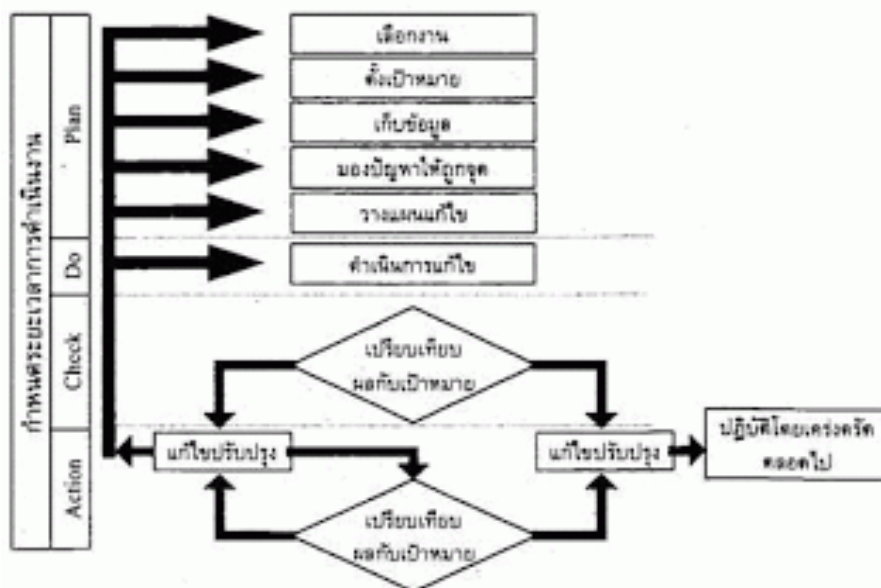 กำหนดระยะเวลาการดำเนินงาน
Plan
เลือกงาน
ตั้งเป้าหมาย
เก็บข้อมูล
มองปัญหาให้ถูกจุด
วางแผนแก้ไข
Do
ดำเนินการแก้ไข
Check
เปรียบเทียบ
ผลกับเป้าหมาย
Action
แก้ไขปรับปรุง
แก้ไขปรับปรุง
ปฏิบัติโดยเคร่งครัด
ตลอดไป
เปรียบเทียบ
ผลกับเป้าหมาย